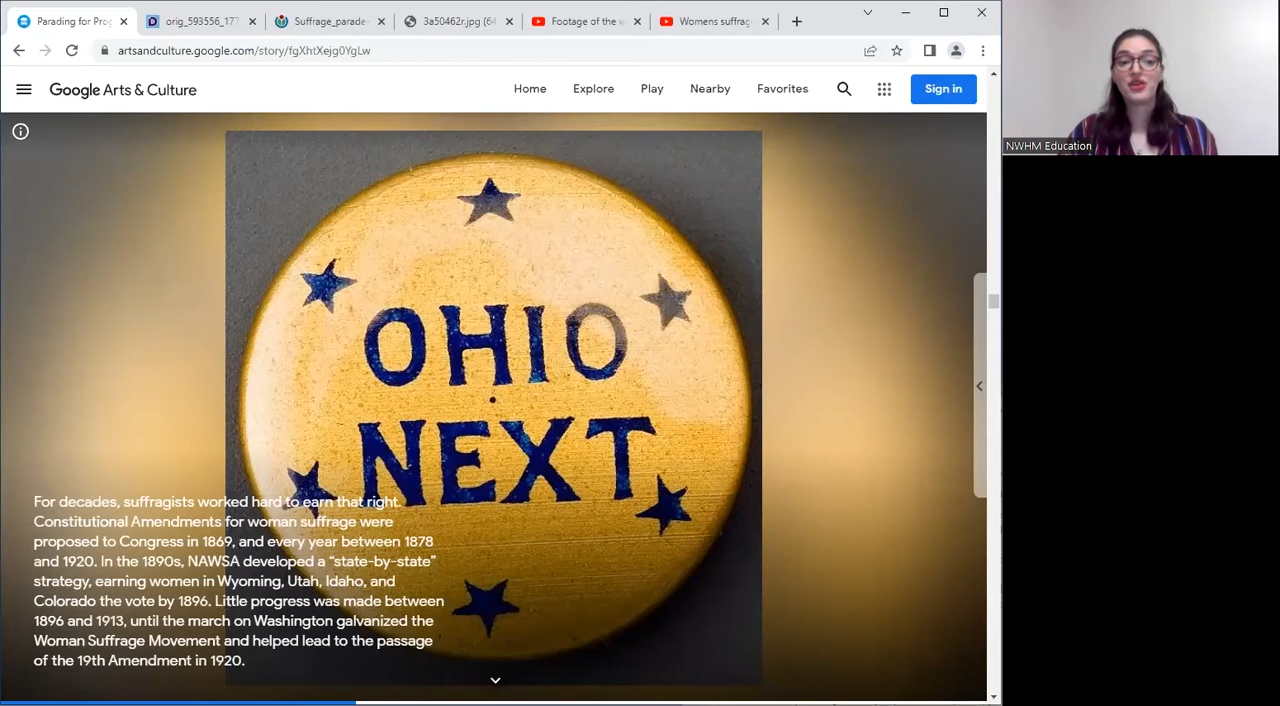 Parading for Prog
orig_593556_177
Suffrage_parade-
3a50462r.jpg (64
Footage of the w
Womens suffrag
artsandculture.google.com/story/fgXhtXejg0YgLw
Google Arts & Culture
Home
Explore
Play
Nearby
Favorites
Sign in
NWHM Education
OHIO
NEXT
For decades, suffragists worked hard to earn that right.
Constitutional Amendments for woman suffrage were
proposed to Congress in 1869, and every year between 1878
and 1920. In the 1890s, NAWSA developed a “state-by-state”
strategy, earning women in Wyoming, Utah, Idaho, and
Colorado the vote by 1896. Little progress was made between
1896 and 1913, until the march on Washington galvanized the
Woman Suffrage Movement and helped lead to the passage
of the 19th Amendment in 1920.